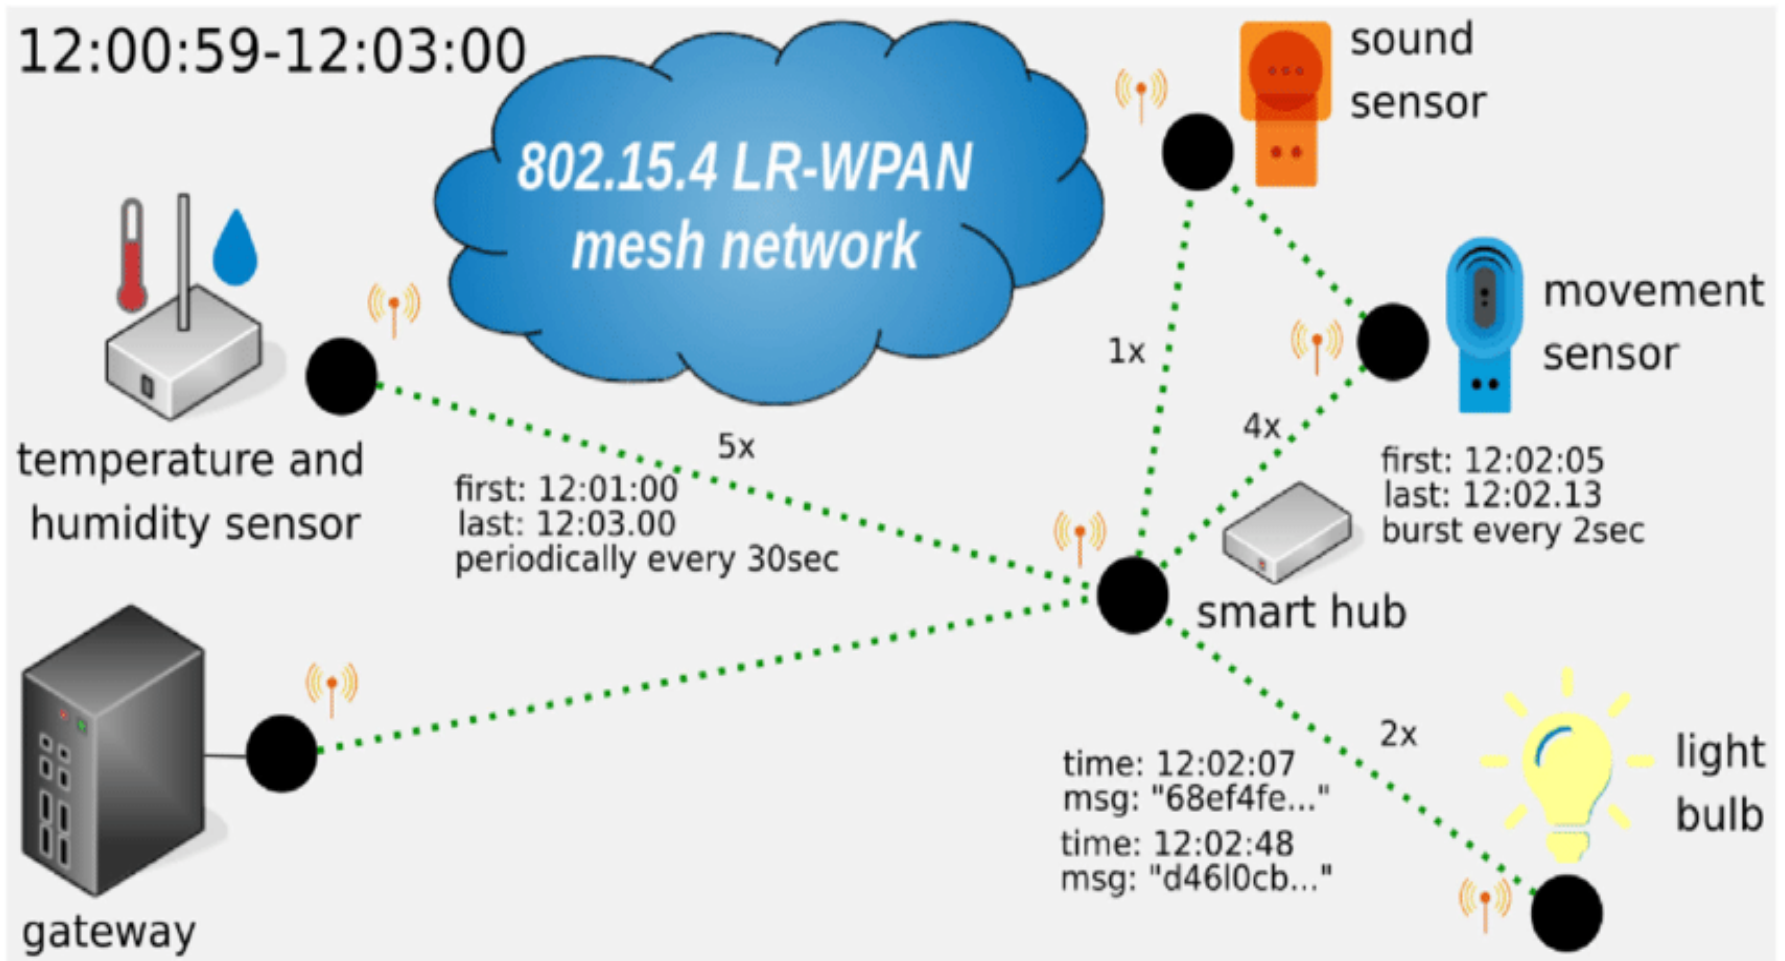 12:00:59-12:03:00
802.15.4 LR-WPAN
mesh network
sound
sensor
movement
sensor
1x
4x
first: 12:02:05
last: 12:02.13
burst every 2sec
temperature and
humidity sensor
5x
first: 12:01:00
last: 12:03.00
periodically every 30sec
smart hub
gateway
2x
time: 12:02:07
msg: "68ef4fe..."
time: 12:02:48
msg: "d46l0cb..."
light
bulb